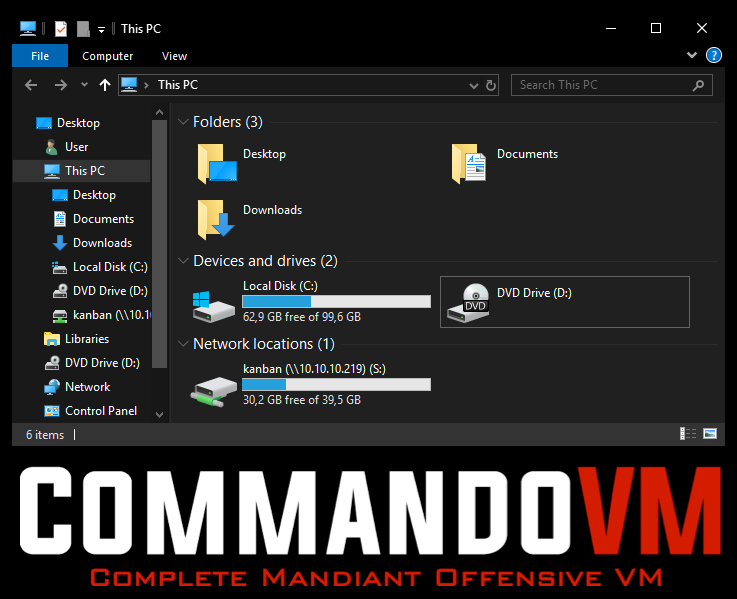 This PC
File Computer View
This PC
Search This PC
Desktop
User
This PC
Desktop
Documents
Downloads
Local Disk (C:)
DVD Drive (D:)
kanban (\\10.10
Libraries
DVD Drive (D:)
Network
Control Panel
Folders (3)
Desktop
Documents
Downloads
Devices and drives (2)
Local Disk (C:)
62,9 GB free of 99,6 GB
DVD
DVD Drive (D:)
Network locations (1)
kanban (\\10.10.10.219) (S:)
30,2 GB free of 39,5 GB
6 items
COMMANDOVM
COMPLETE MANDIANT OFFENSIVE VM